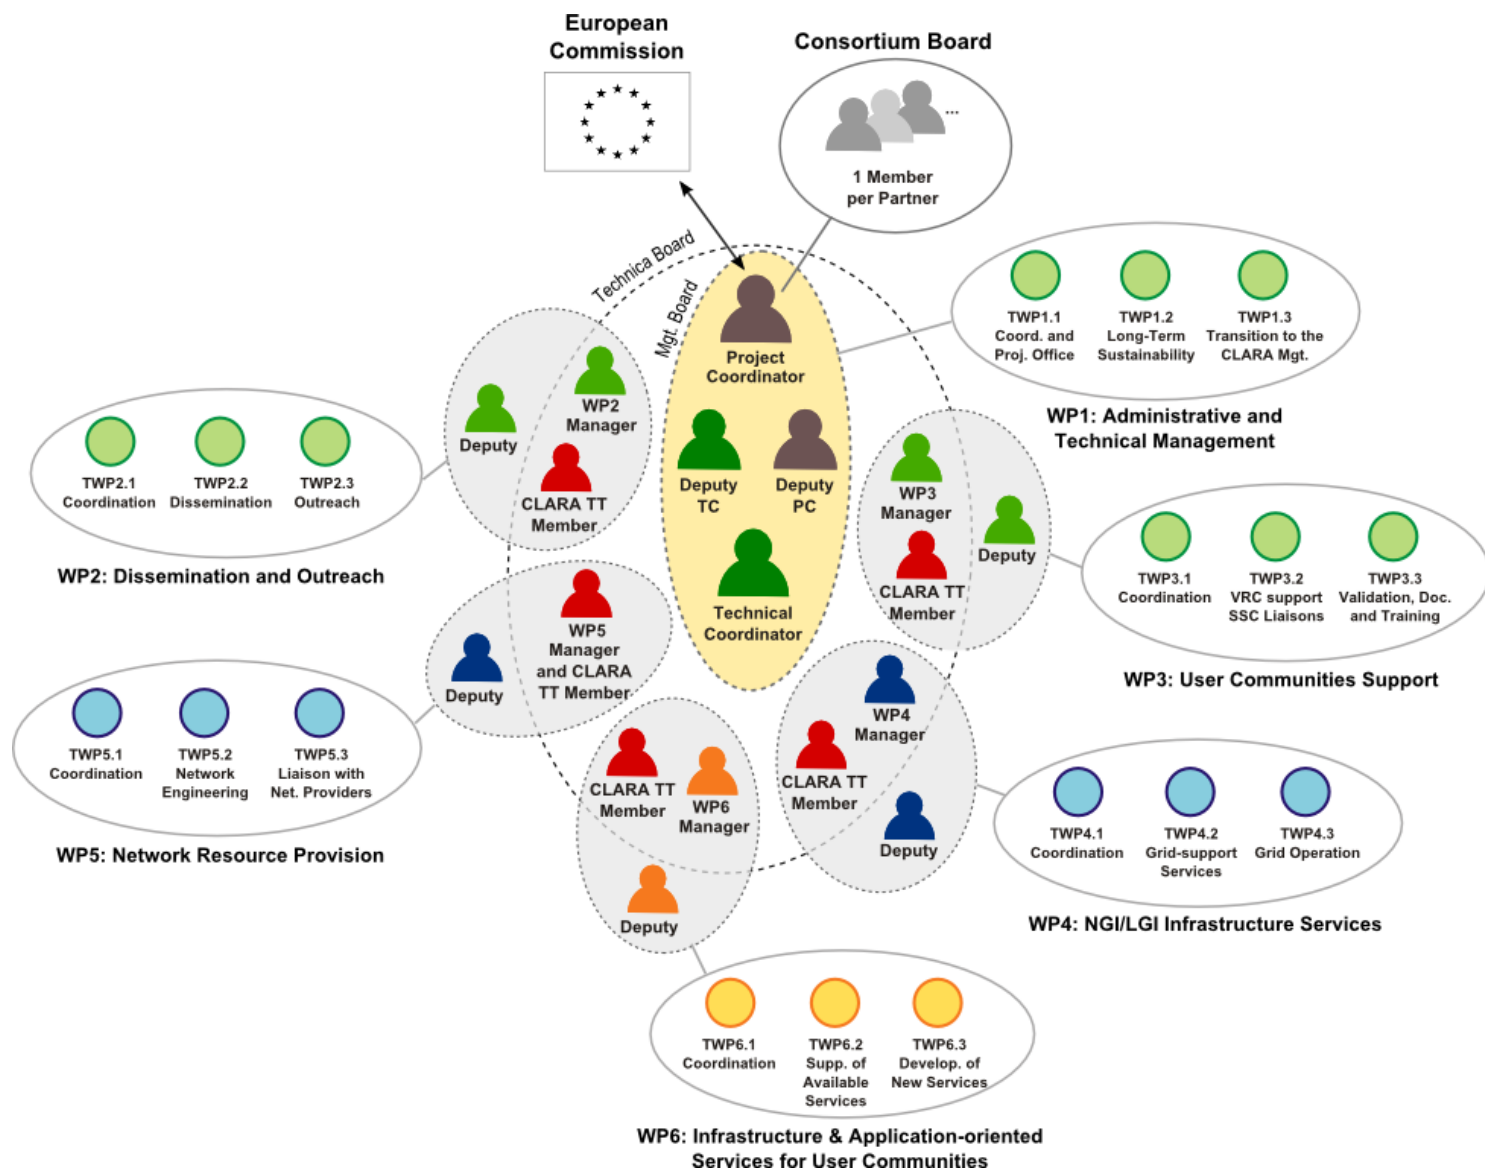 European
Commission
Consortium Board
...
1 Member
per Partner
Technica Board
Mgt. Board
Project
Coordinator
Deputy
TC
Deputy
PC
Technical
Coordinator
TWP1.1
Coord. and
Proj. Office
TWP1.2
Long-Term
Sustainability
TWP1.3
Transition to the
CLARA Mgt.
WP1: Administrative and
Technical Management
WP2
Manager
Deputy
CLARA TT
Member
TWP2.1
Coordination
TWP2.2
Dissemination
TWP2.3
Outreach
WP2: Dissemination and Outreach
WP3
Manager
Deputy
CLARA TT
Member
TWP3.1
Coordination
TWP3.2
VRC support
SSC Liaisons
TWP3.3
Validation, Doc.
and Training
WP3: User Communities Support
WP5
Manager
and CLARA
TT Member
Deputy
TWP5.1
Coordination
TWP5.2
Network
Engineering
TWP5.3
Liaison with
Net. Providers
WP5: Network Resource Provision
WP4
Manager
CLARA TT
Member
Deputy
TWP4.1
Coordination
TWP4.2
Grid-support
Services
TWP4.3
Grid Operation
WP4: NGI/LGI Infrastructure Services
CLARA TT
Member
WP6
Manager
Deputy
TWP6.1
Coordination
TWP6.2
Supp. of
Available
Services
TWP6.3
Develop. of
New Services
WP6: Infrastructure & Application-oriented
Services for User Communities